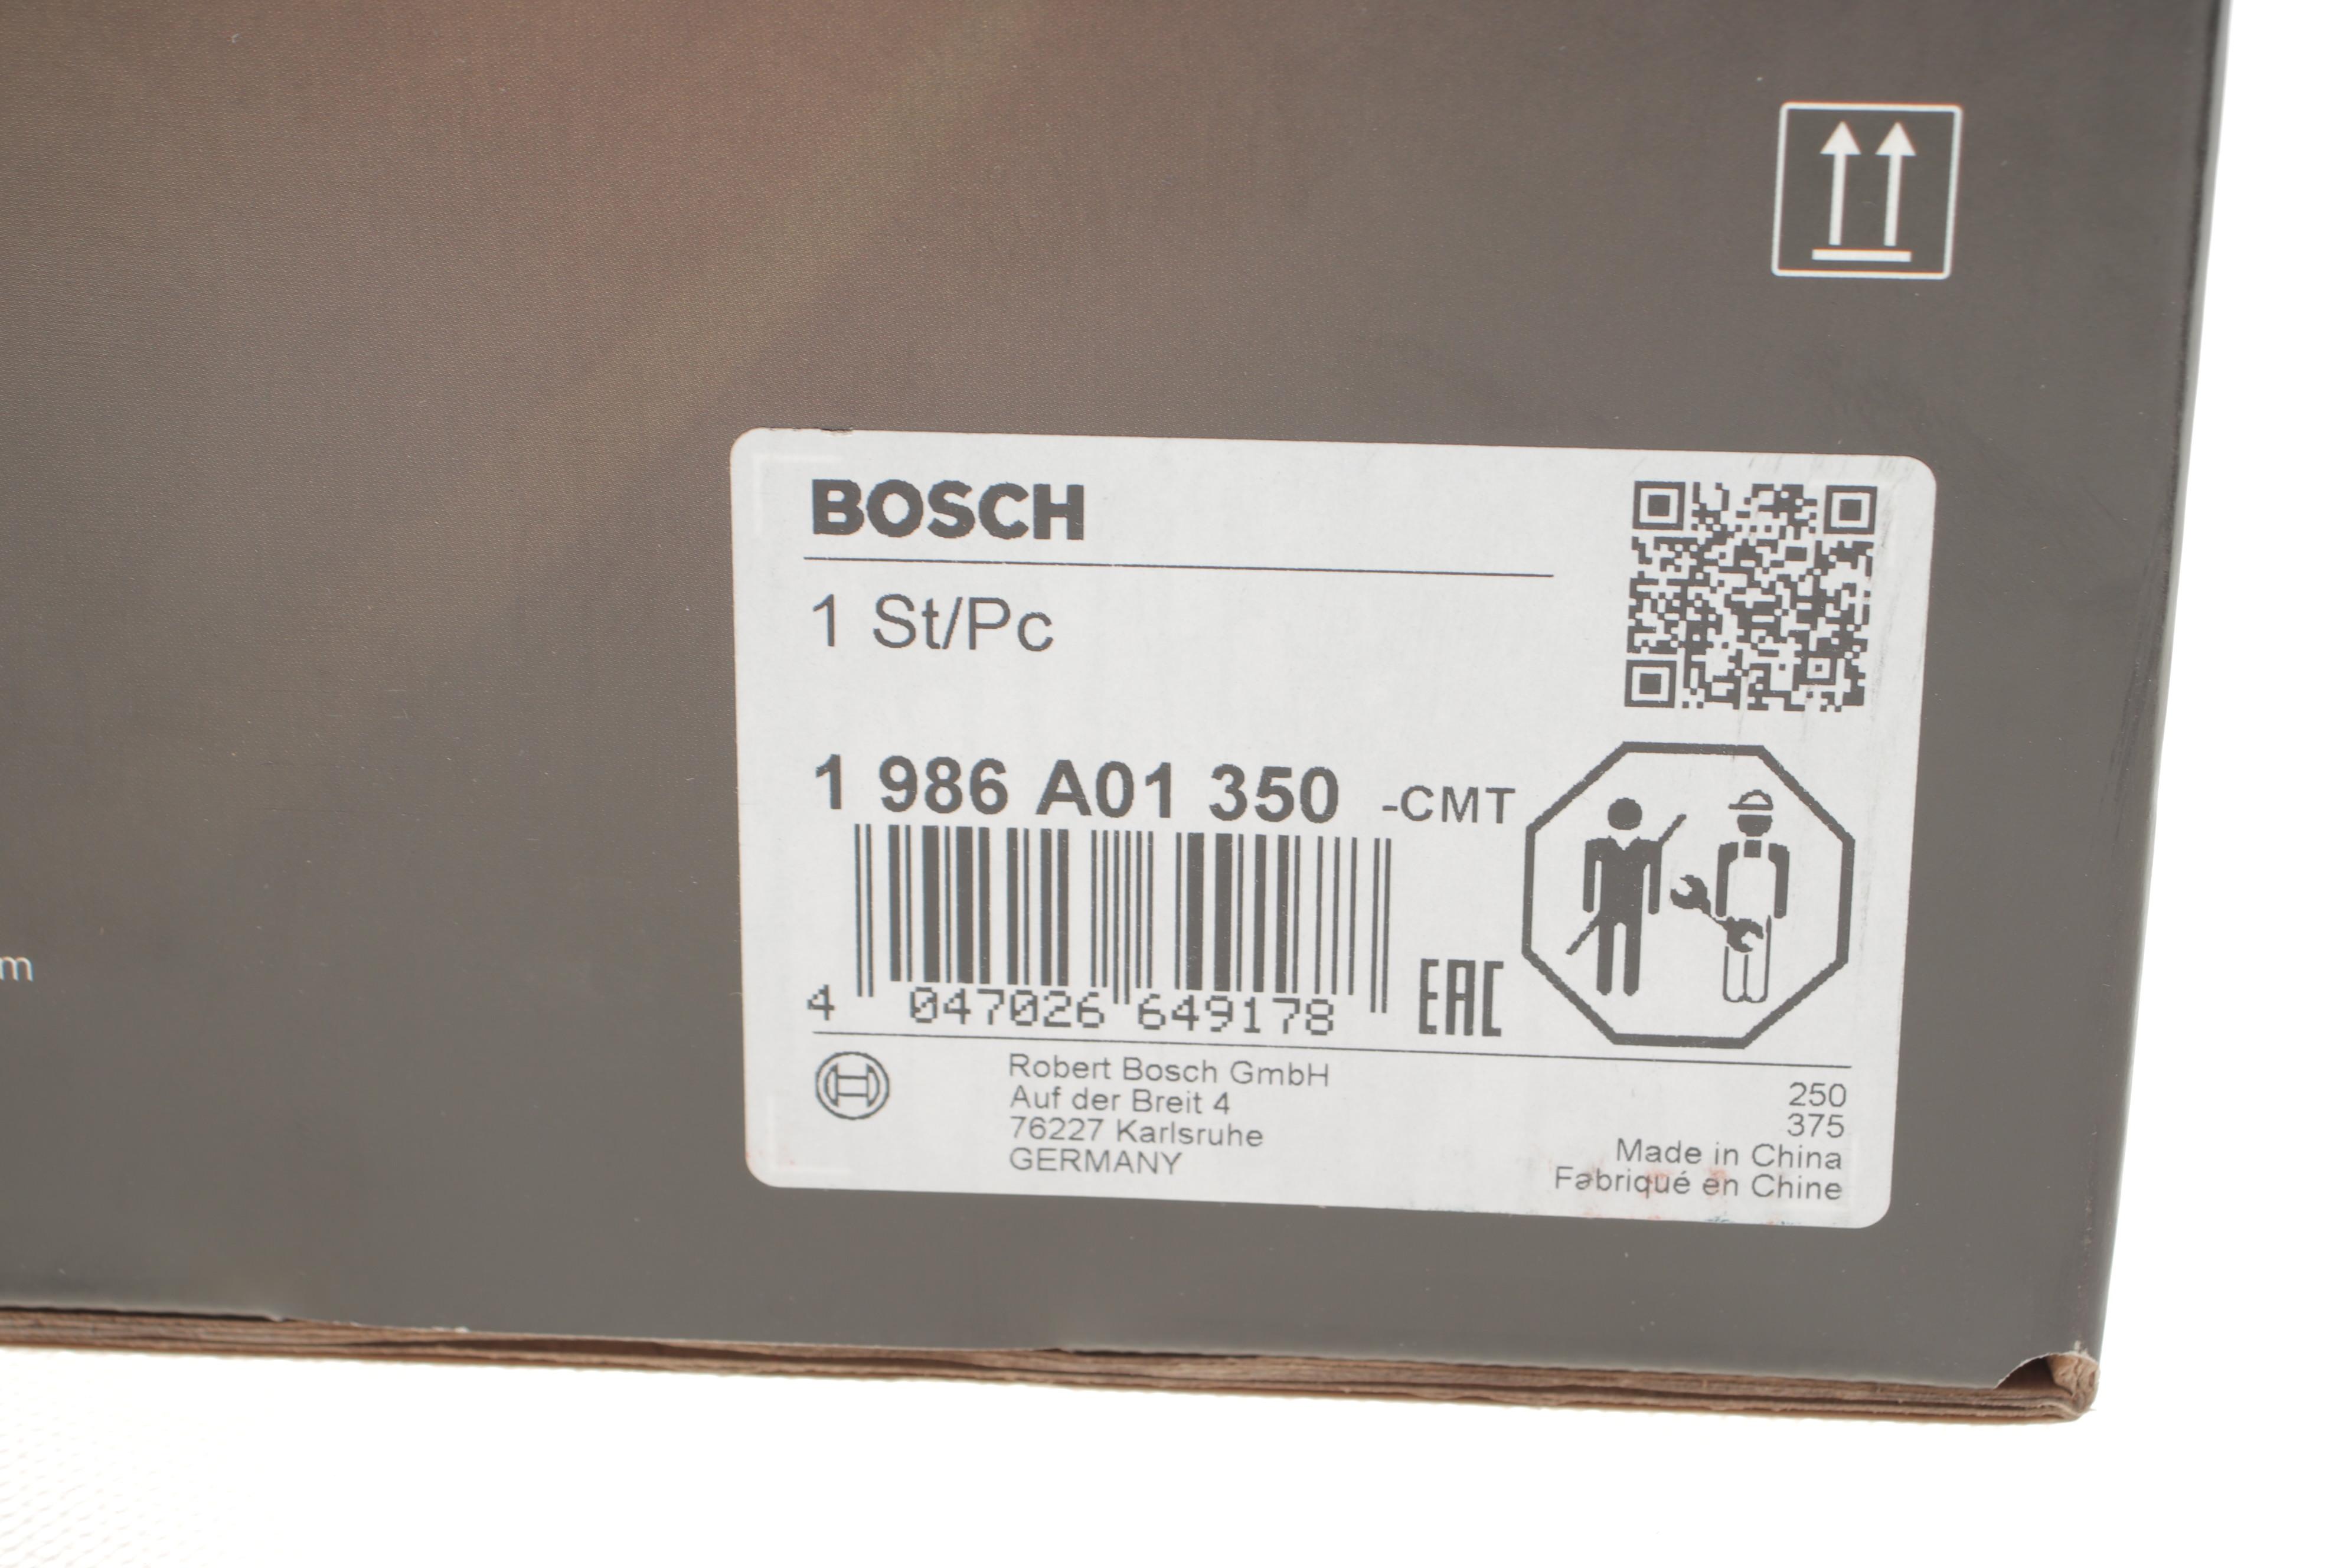 BOSCH
1 St/Pc
1 986 A01 350 -CMT
4 047026 649178
EAC
Robert Bosch GmbH
Auf der Breit 4
76227 Karlsruhe
GERMANY
250
375
Made in China
Fabriqué en Chine
m